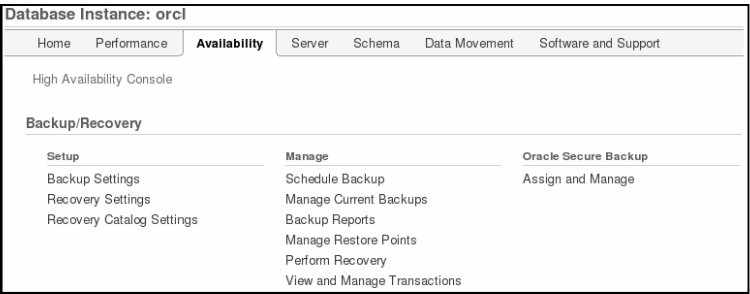 Database Instance: orcl
Home Performance Availability Server Schema Data Movement Software and Support
High Availability Console
Backup/Recovery
Setup Manage Oracle Secure Backup
Backup Settings Schedule Backup Assign and Manage
Recovery Settings Manage Current Backups
Recovery Catalog Settings Backup Reports
Manage Restore Points
Perform Recovery
View and Manage Transactions